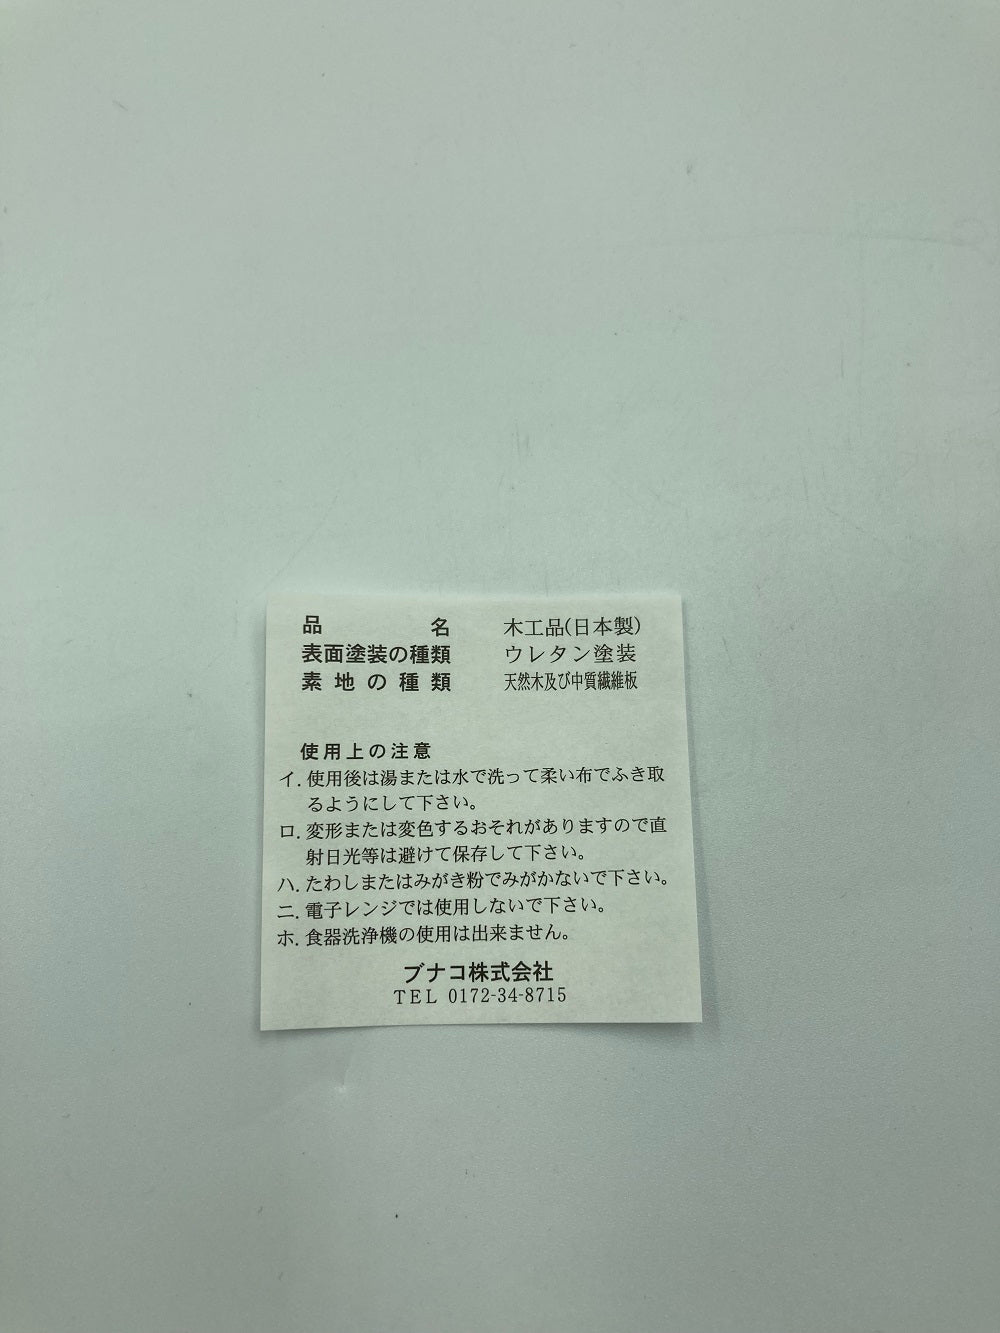 品名 木工品(日本製)
表面塗装の種類 ウレタン塗装
素地の種類 天然木及び中質繊維板
使用上の注意
イ. 使用後は湯または水で洗って柔い布でふき取
るようにして下さい。
ロ. 変形または変色するおそれがありますので直
射日光等は避けて保存して下さい。
ハ. たわしまたはみがき粉でみがかないで下さい。
ニ. 電子レンジでは使用しないで下さい。
ホ. 食器洗浄機の使用は出来ません。
ブナコ株式会社
TEL 0172-34-8715